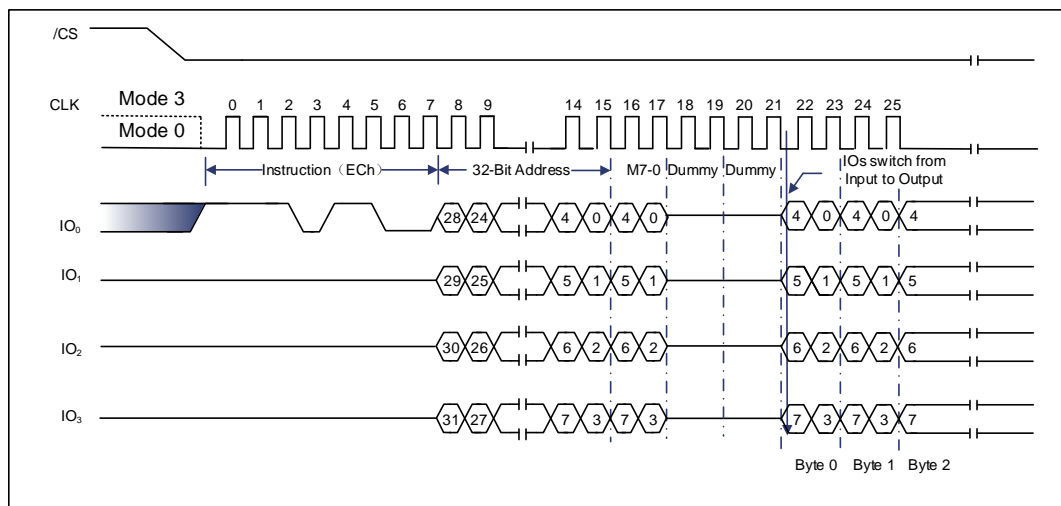 /CS
CLK Mode 3 0 1 2 3 4 5 6 7 8 9 14 15 16 17 18 19 20 21 22 23 24 25
Mode 0
Instruction（ECh） 32-Bit Address M7-0 Dummy Dummy IOs switch from
Input to Output
IO0 28 24 4 0 4 0 4 0 4 0 4
IO1 29 25 5 1 5 1 5 1 5 1 5
IO2 30 26 6 2 6 2 6 2 6 2 6
IO3 31 27 7 3 7 3 7 3 7 3 7
Byte 0 Byte 1 Byte 2